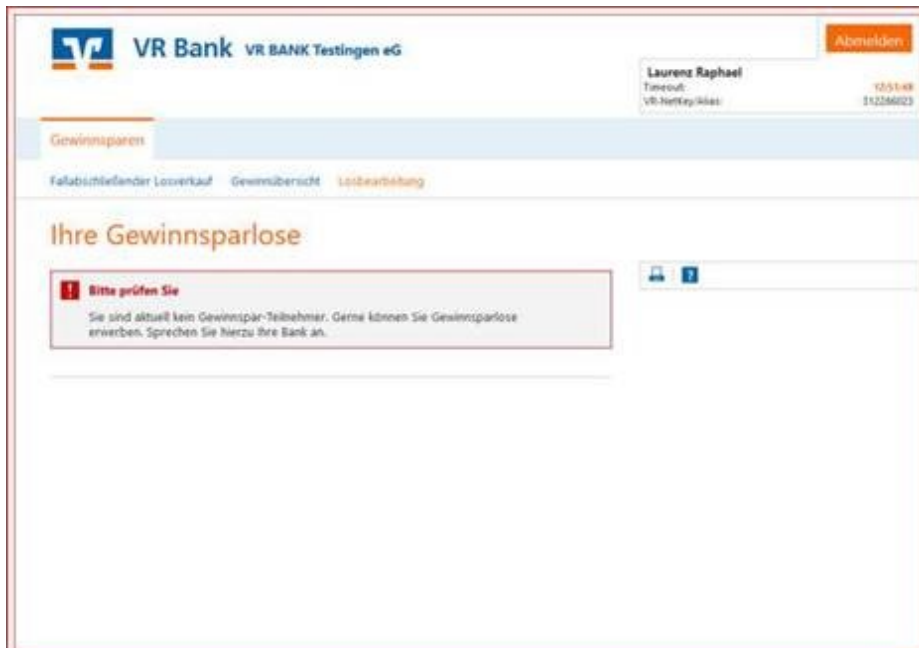 VR Bank VR BANK Testingen eG
Abmelden
Laurenz Raphael
Timeout:
VR-NetKey/Alias:
Gewinnsparen
Fallabschließender Losverkauf Gewinnübersicht Losbearbeitung
Ihre Gewinnsparlose
Bitte prüfen Sie
Sie sind aktuell kein Gewinnspar-Teilnehmer. Gerne können Sie Gewinnsparlose
erwerben. Sprechen Sie hierzu Ihre Bank an.